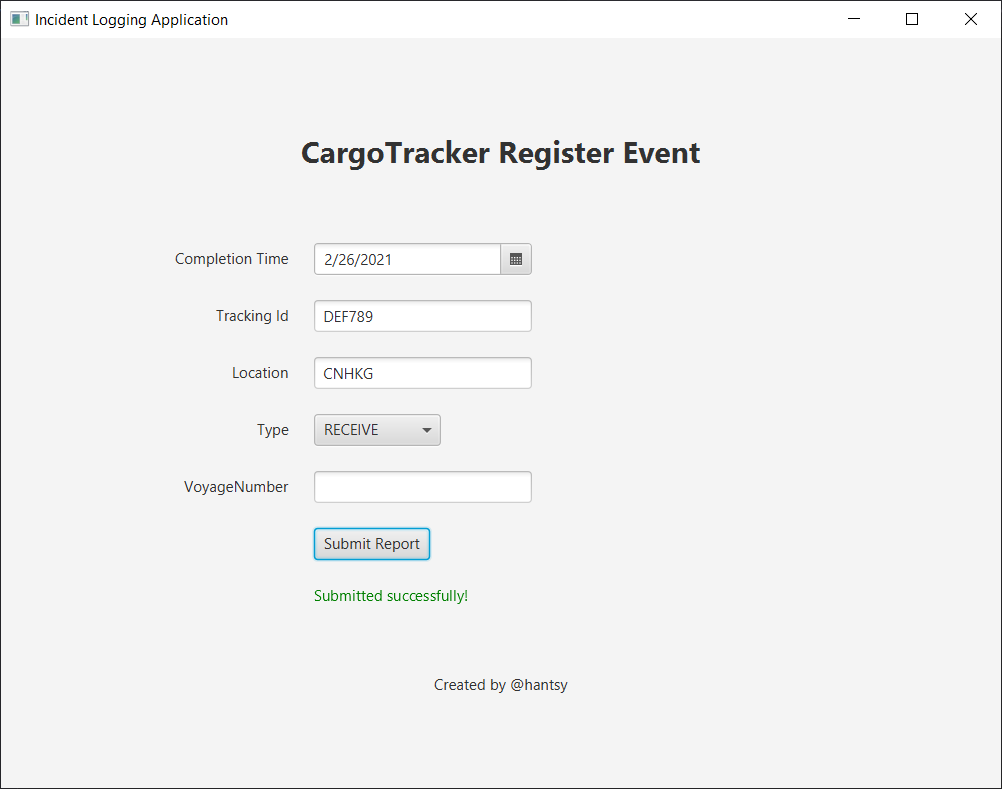 Incident Logging Application
CargoTracker Register Event
Completion Time 2/26/2021
Tracking Id DEF789
Location CNHKG
Type RECEIVE
VoyageNumber
Submit Report
Submitted successfully!
Created by @hantsy